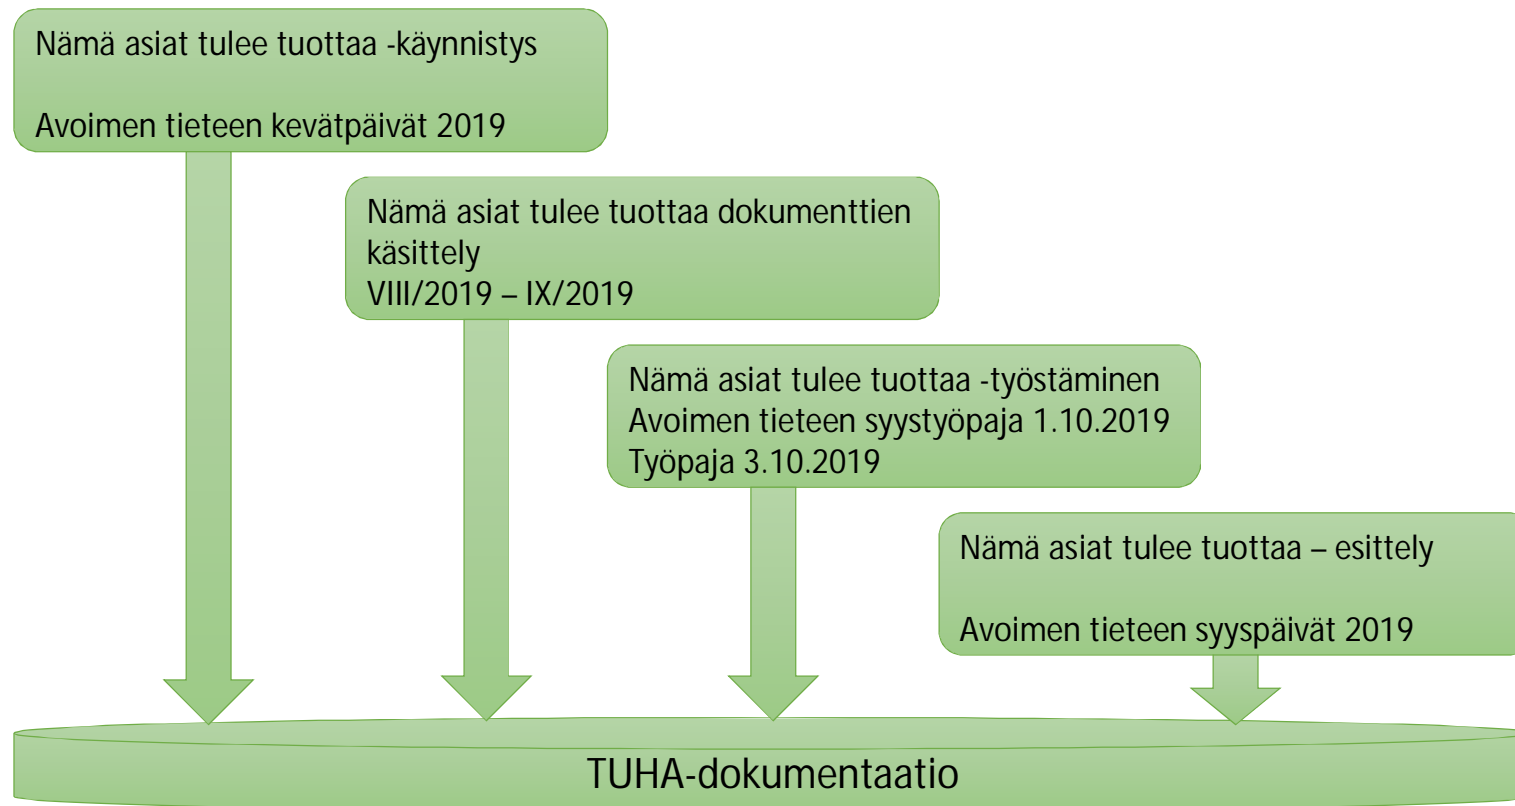 Nämä asiat tulee tuottaa -käynnistys
Avoimen tieteen kevätpäivät 2019
Nämä asiat tulee tuottaa dokumenttien
käsittely
VIII/2019 – IX/2019
Nämä asiat tulee tuottaa -työstäminen
Avoimen tieteen syystyöpaja 1.10.2019
Työpaja 3.10.2019
Nämä asiat tulee tuottaa – esittely
Avoimen tieteen syyspäivät 2019
TUHA-dokumentaatio